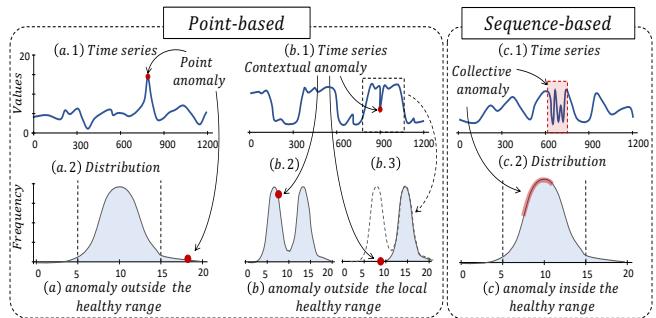 Point-based
Sequence-based
(a.1) Time series
(b.1) Time series
(c.1) Time series
Point
anomaly
Contextual anomaly
Collective
anomaly
Values
20
10
0
0 300 600 900 1200
0 300 600 900 1200
0 300 600 900 1200
(a.2) Distribution
(b.2)
(b.3)
(c.2) Distribution
Frequency
0 5 10 15 20
0 5 10 15 20
0 5 10 15 20
0 5 10 15 20
(a) anomaly outside the
healthy range
(b) anomaly outside the local
healthy range
(c) anomaly inside the
healthy range